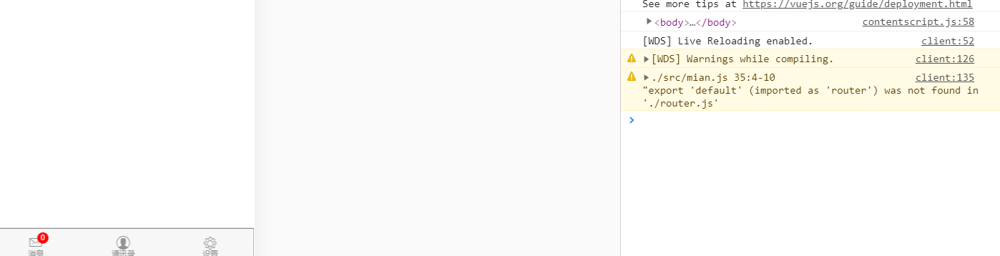 See more tips at https://vuejs.org/guide/deployment.html
▶<body>…</body> contentscript.js:58
[WDS] Live Reloading enabled. client:52
▶[WDS] Warnings while compiling. client:126
▶./src/mian.js 35:4-10 client:135
"export 'default' (imported as 'router') was not found in
'./router.js'
0
消息 通讯录 设置